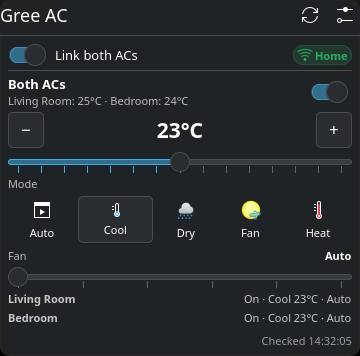 Gree AC
Link both ACs
Home
Both ACs
Living Room: 25°C · Bedroom: 24°C
− 23°C +
Mode
Auto Cool Dry Fan Heat
Fan Auto
Living Room On · Cool 23°C · Auto
Bedroom On · Cool 23°C · Auto
Checked 14:32:05